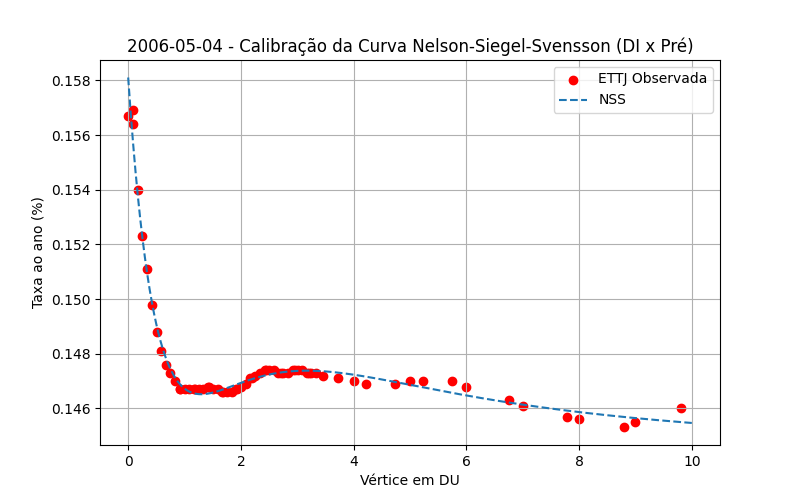 2006-05-04 - Calibração da Curva Nelson-Siegel-Svensson (DI x Pré)
ETTJ Observada
NSS
Taxa ao ano (%)
0.158
0.156
0.154
0.152
0.150
0.148
0.146
0 2 4 6 8 10
Vértice em DU